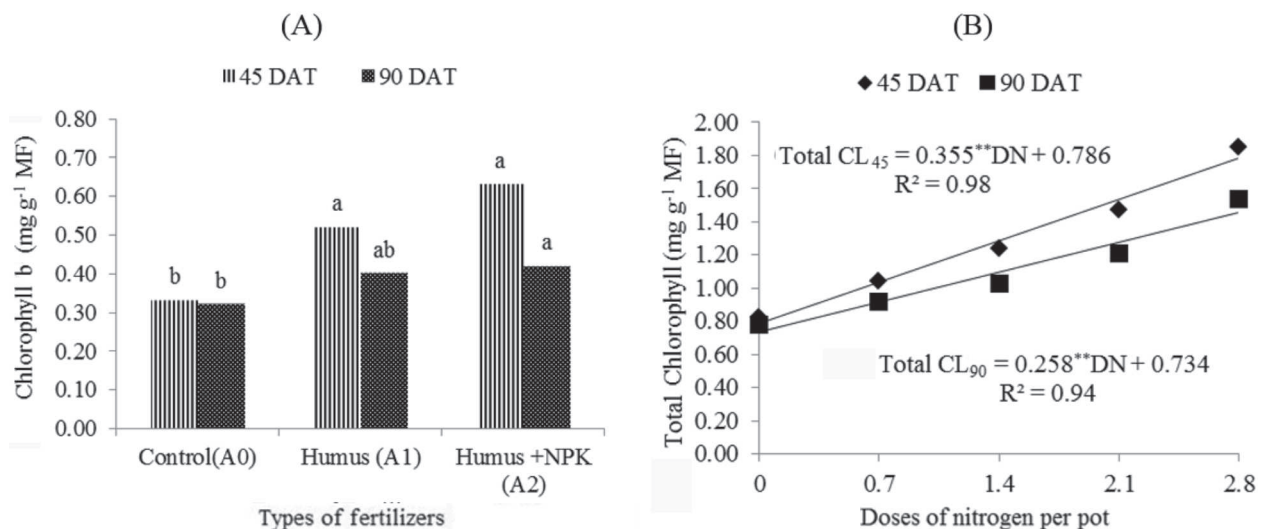 (A)
45 DAT 90 DAT
Chlorophyll b (mg g⁻¹ MF)
0.80
0.70
0.60
0.50
0.40
0.30
0.20
0.10
0.00
b b
a ab
a a
Control(A0)
Humus (A1)
Humus +NPK
(A2)
Types of fertilizers
(B)
45 DAT 90 DAT
Total Chlorophyll (mg g⁻¹ MF)
2.00
1.80
1.60
1.40
1.20
1.00
0.80
0.60
0.40
0.20
0.00
Total CL₄₅ = 0.355**DN + 0.786
R² = 0.98
Total CL₉₀ = 0.258**DN + 0.734
R² = 0.94
0 0.7 1.4 2.1 2.8
Doses of nitrogen per pot